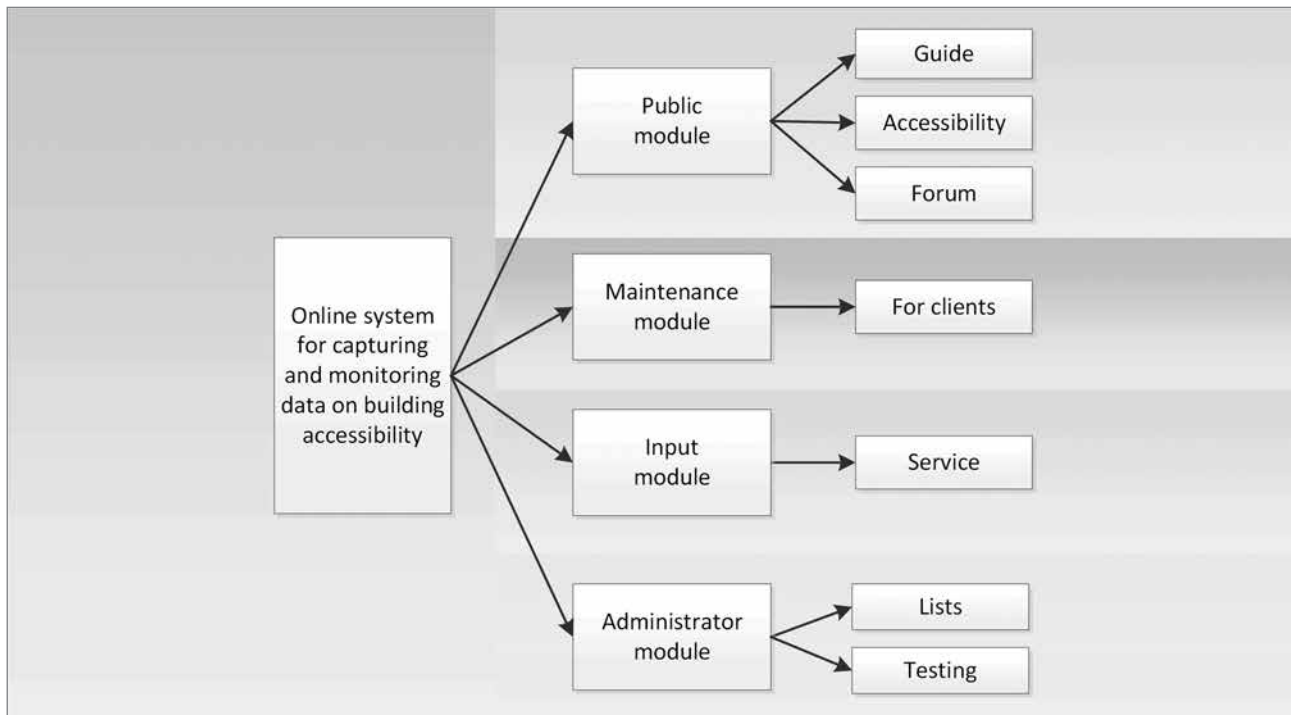 Online system
for capturing
and monitoring
data on building
accessibility
Public
module
Guide
Accessibility
Forum
Maintenance
module
For clients
Input
module
Service
Administrator
module
Lists
Testing